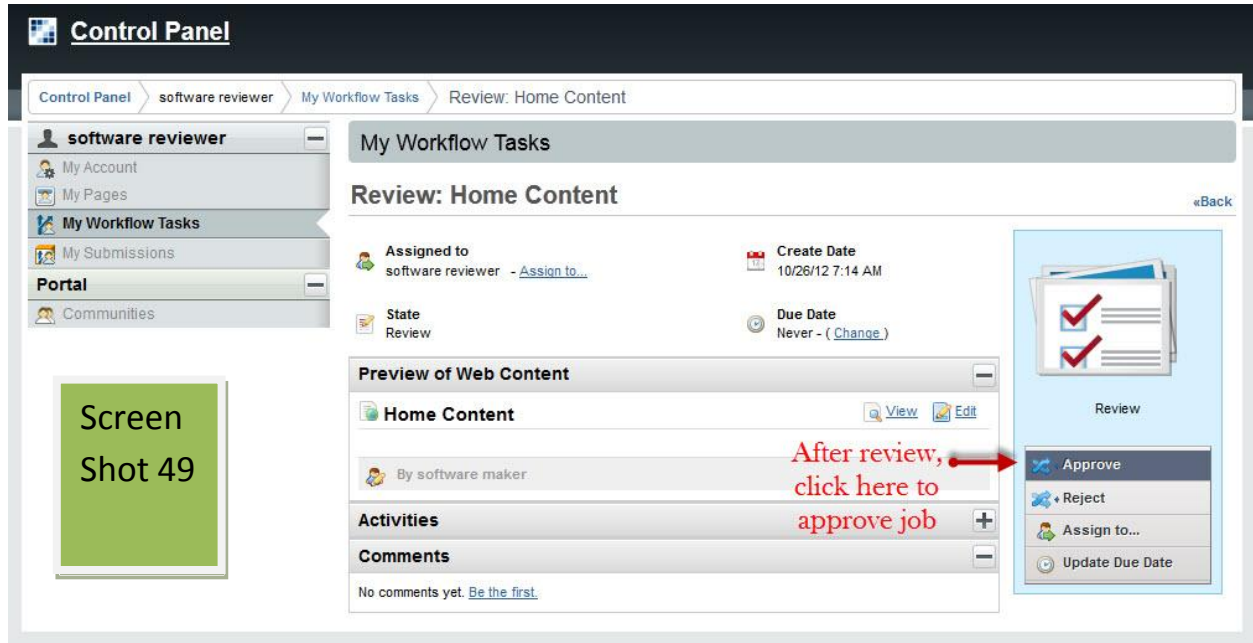 Control Panel
Control Panel software reviewer My Workflow Tasks Review: Home Content
software reviewer
My Account
My Pages
My Workflow Tasks
My Submissions
Portal
Communities
Screen
Shot 49
My Workflow Tasks
Review: Home Content
«Back
Assigned to
software reviewer - Assign to...
Create Date
10/26/12 7:14 AM
State
Review
Due Date
Never - ( Change )
Preview of Web Content
Home Content
View Edit
By software maker
Activities
Comments
No comments yet. Be the first.
After review,
click here to
approve job
Review
Approve
Reject
Assign to...
Update Due Date